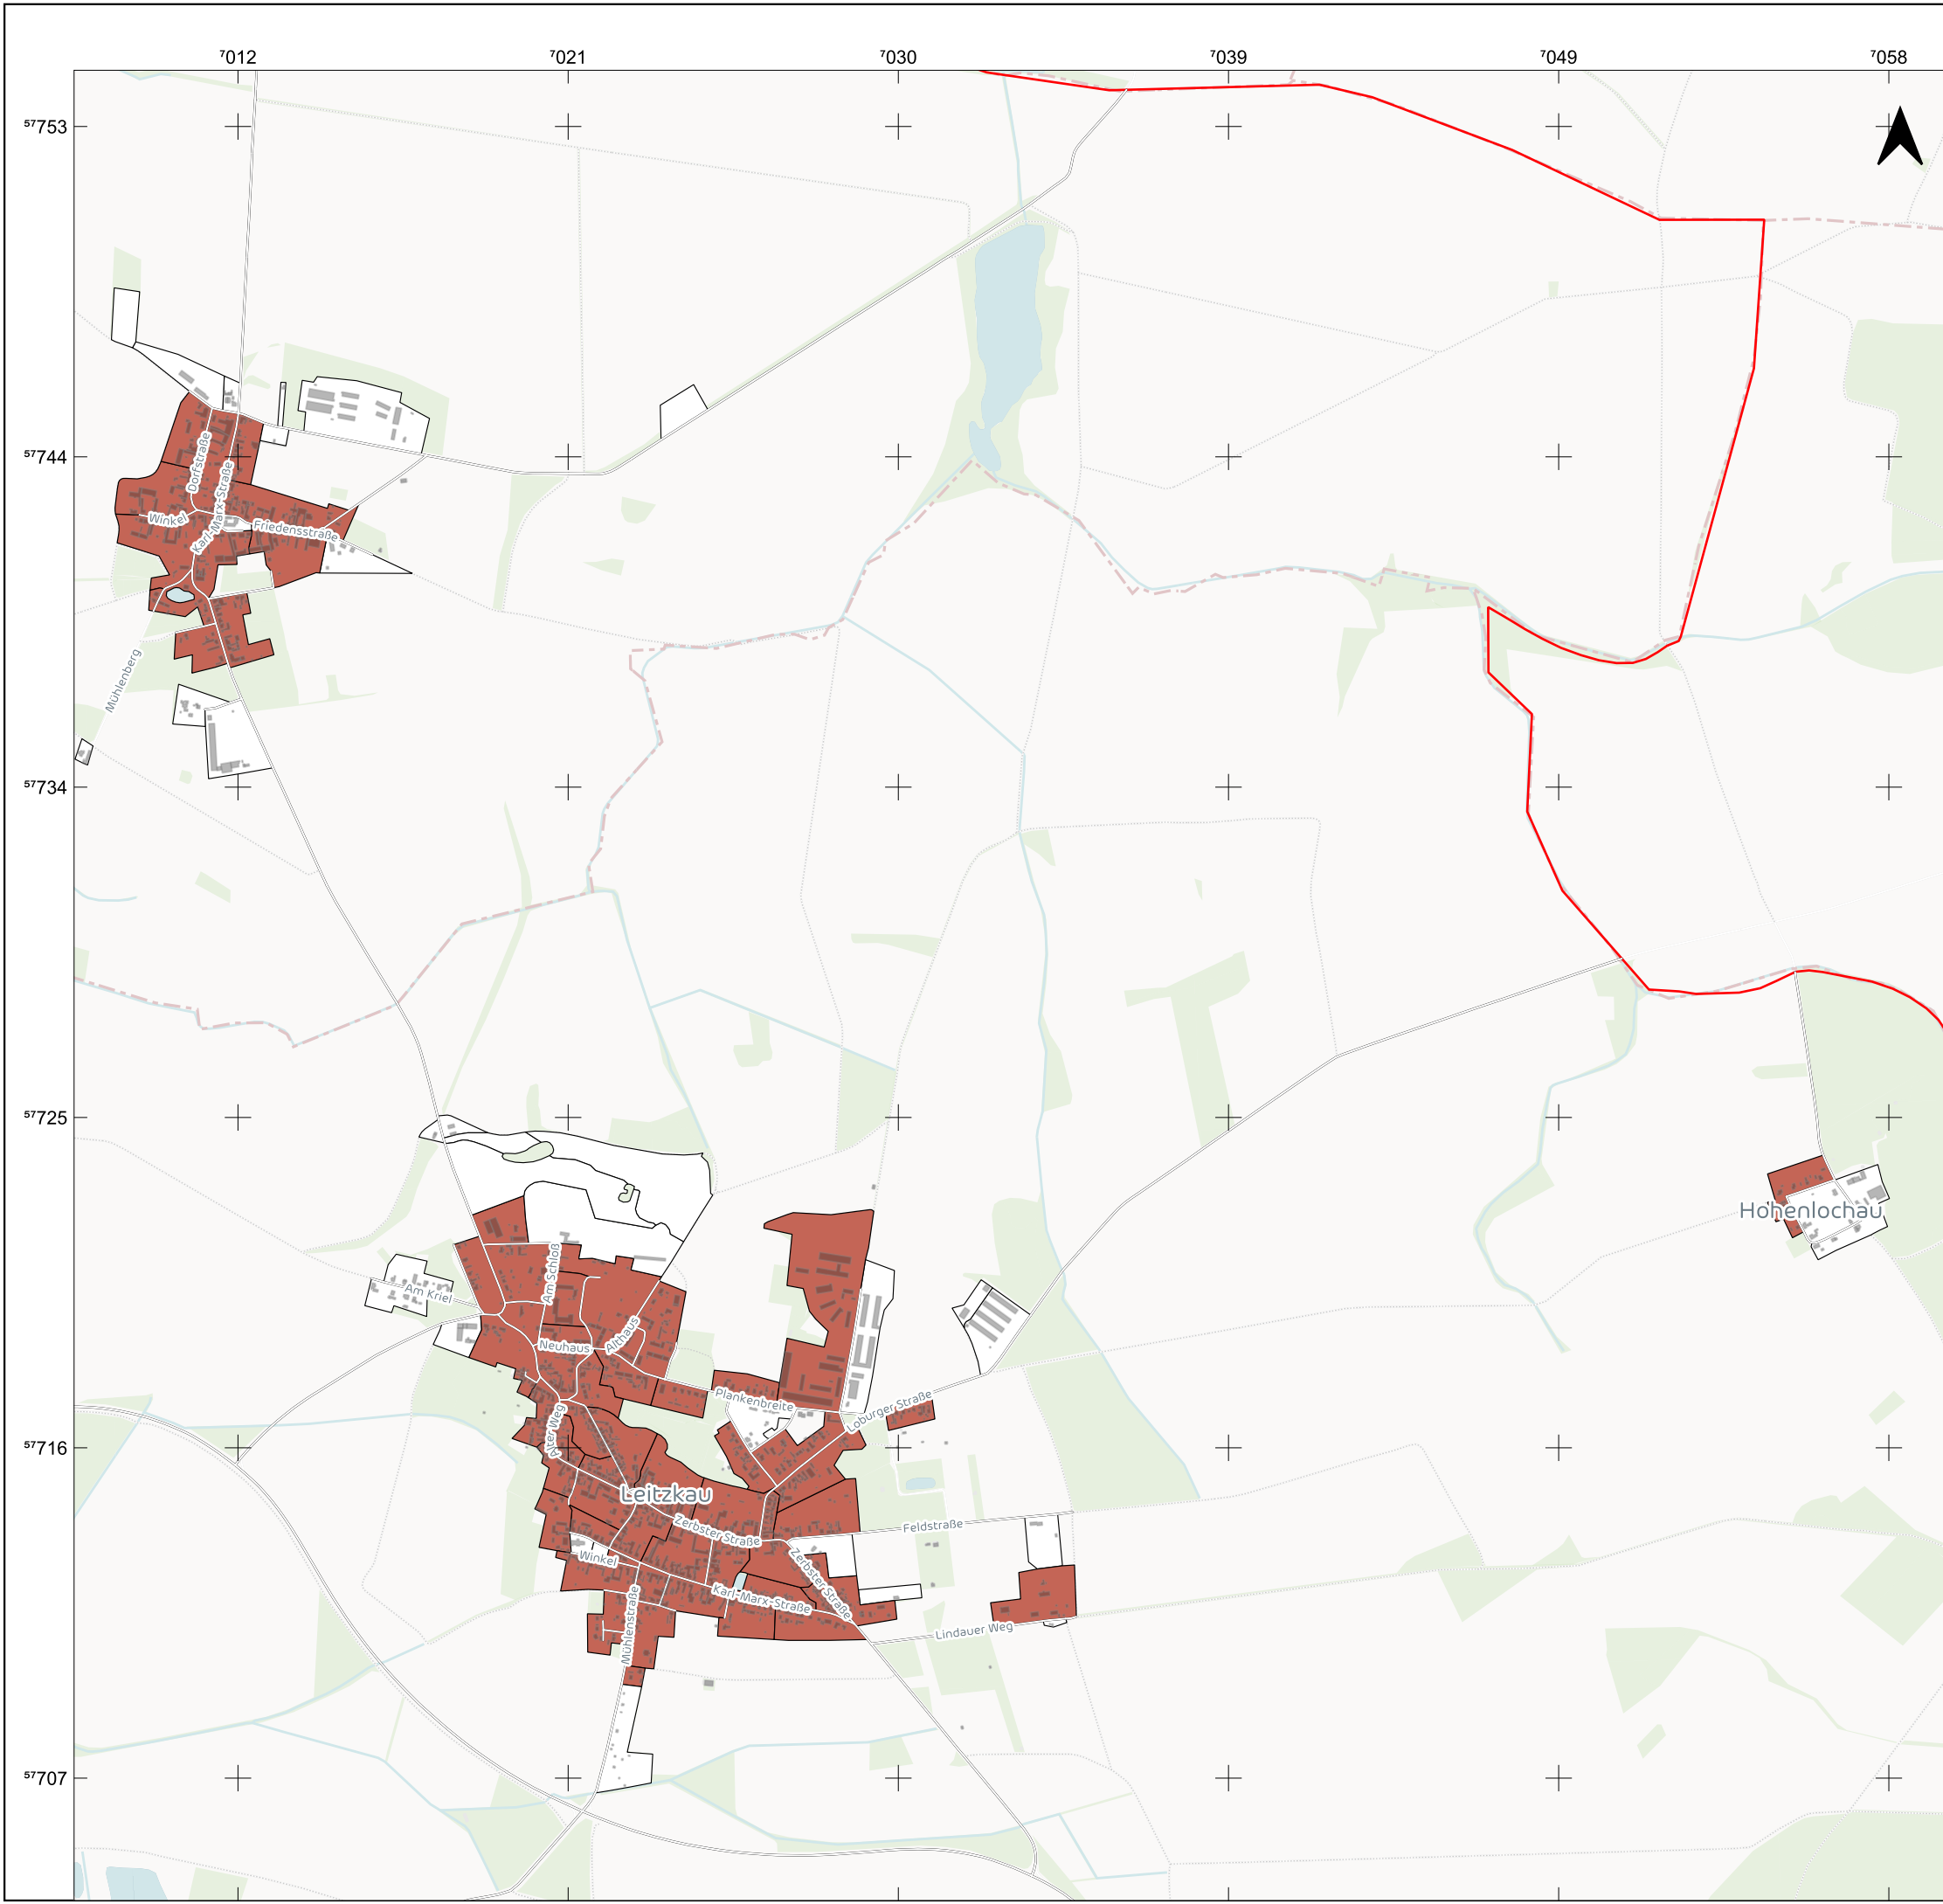 7012 7021 7030 7039 7049 7058
57753
57744
Dorfstraße
Karl-Marx-Straße
Winkel
Friedensstraße
Mühlenberg
57734
57725
Hohenlochau
Am Schloß
Am Kriel
Neuhaus
Althaus
Plankenbreite
Loburger Straße
Alter Weg
57716
Leitzkau
Zerbster Straße
Feldstraße
Winkel
Zerbster Straße
Karl-Marx-Straße
Mühlenstraße
Lindauer Weg
57707